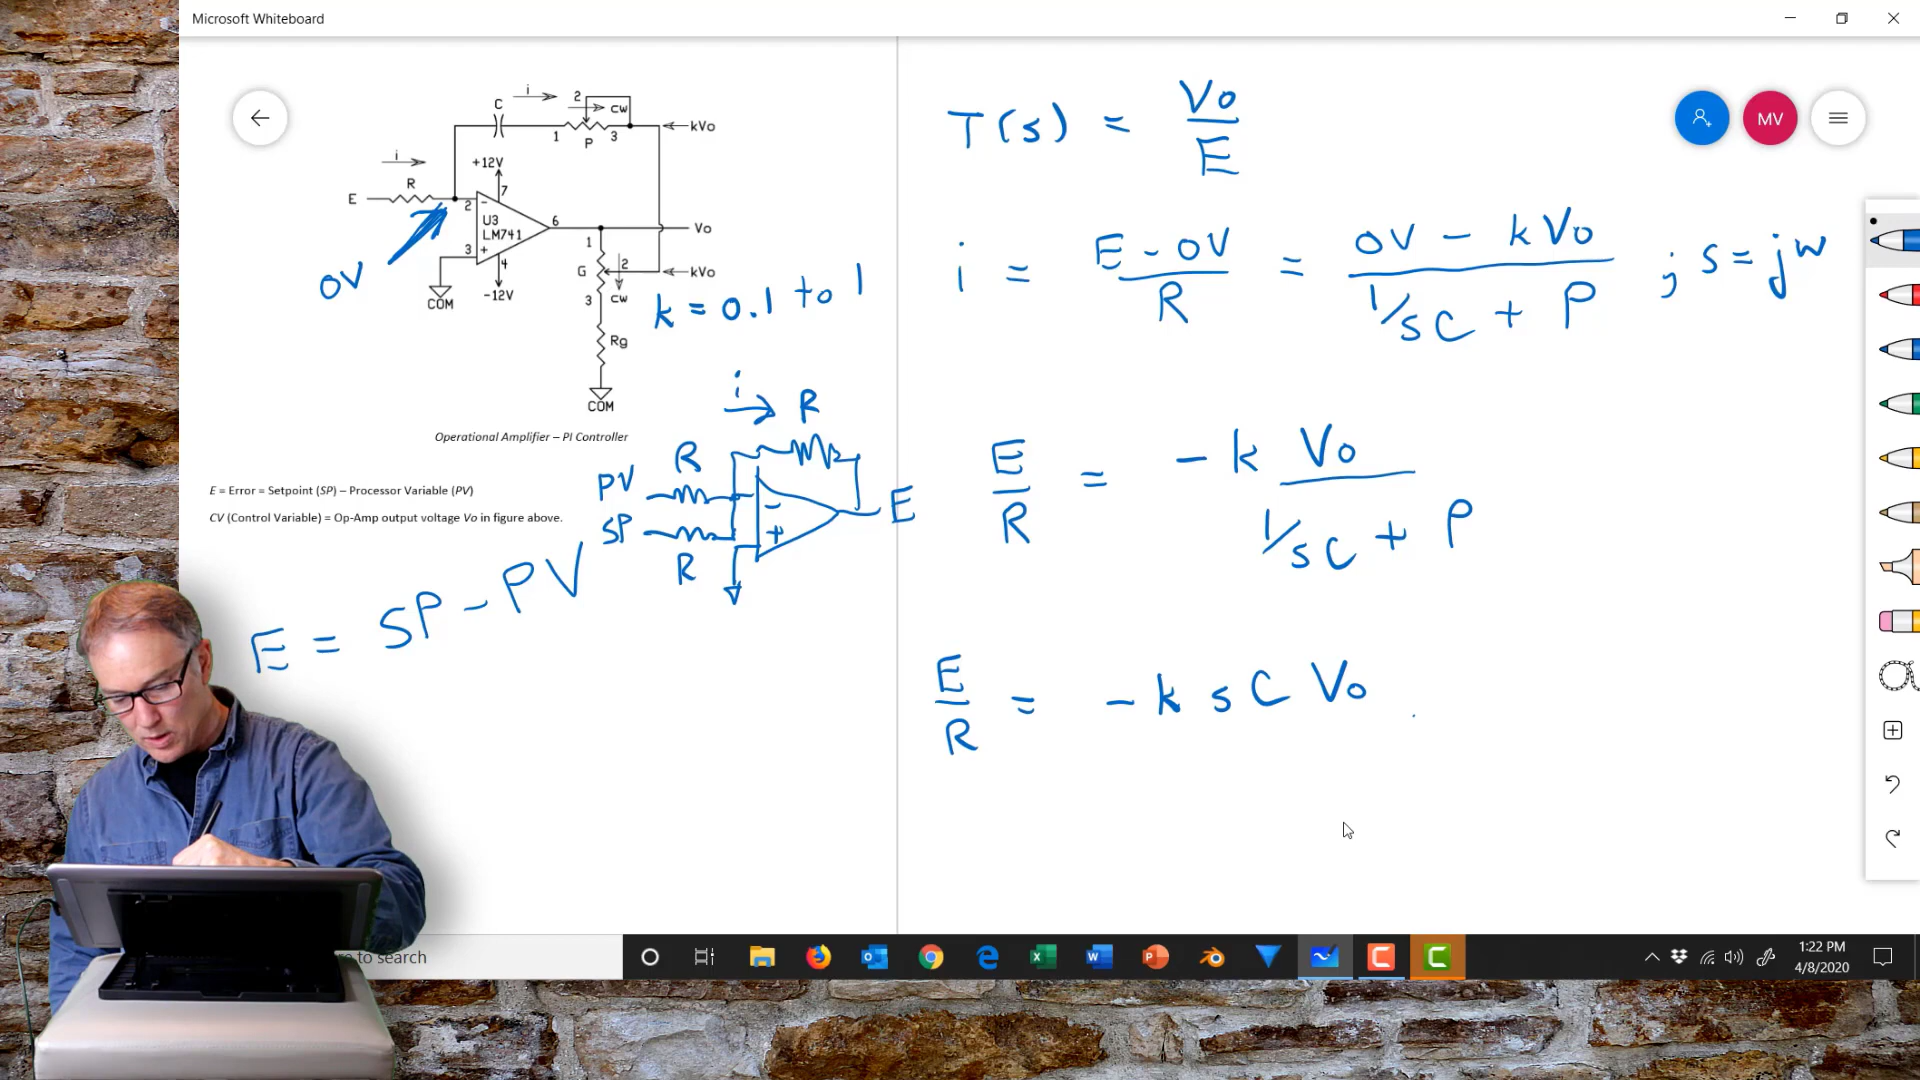 Microsoft Whiteboard
C
i
2
CW
1
P
3
kVo
i
+12V
R
7
E
2
-
U3
LM741
6
Vo
3
+
4
1
G
2
kVo
-12V
COM
3
CW
Rg
COM
0V
k = 0.1 to 1
Operational Amplifier – PI Controller
E = Error = Setpoint (SP) – Processor Variable (PV)
CV (Control Variable) = Op-Amp output voltage Vo in figure above.
i
R
PV R
- E
SP +
R
E = SP - PV
T(s) = Vo / E
i = E - 0V / R = 0V - kVo / 1/sC + P ; s = jw
E / R = -k Vo / 1/sC + P
E / R = -k s C Vo
MV
re to search
1:22 PM
4/8/2020